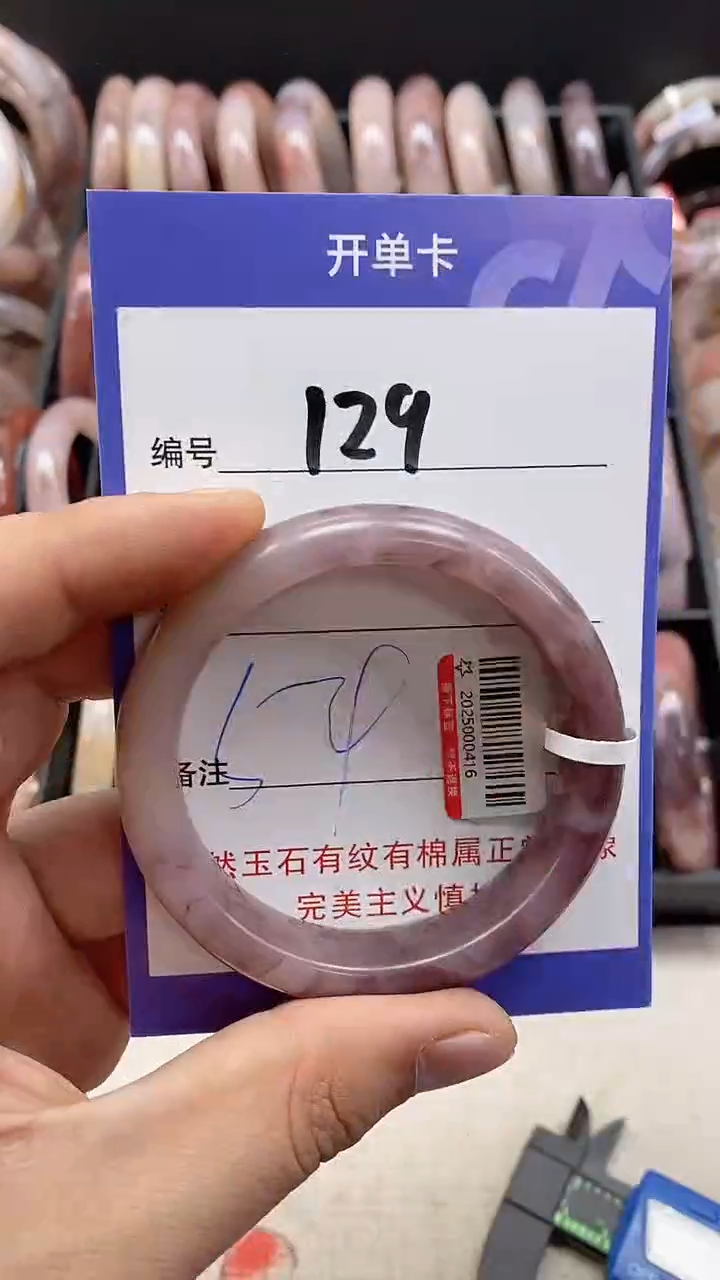 开单卡
编号 129
备注
2025000416
然玉石有纹有棉属正
完美主义慎